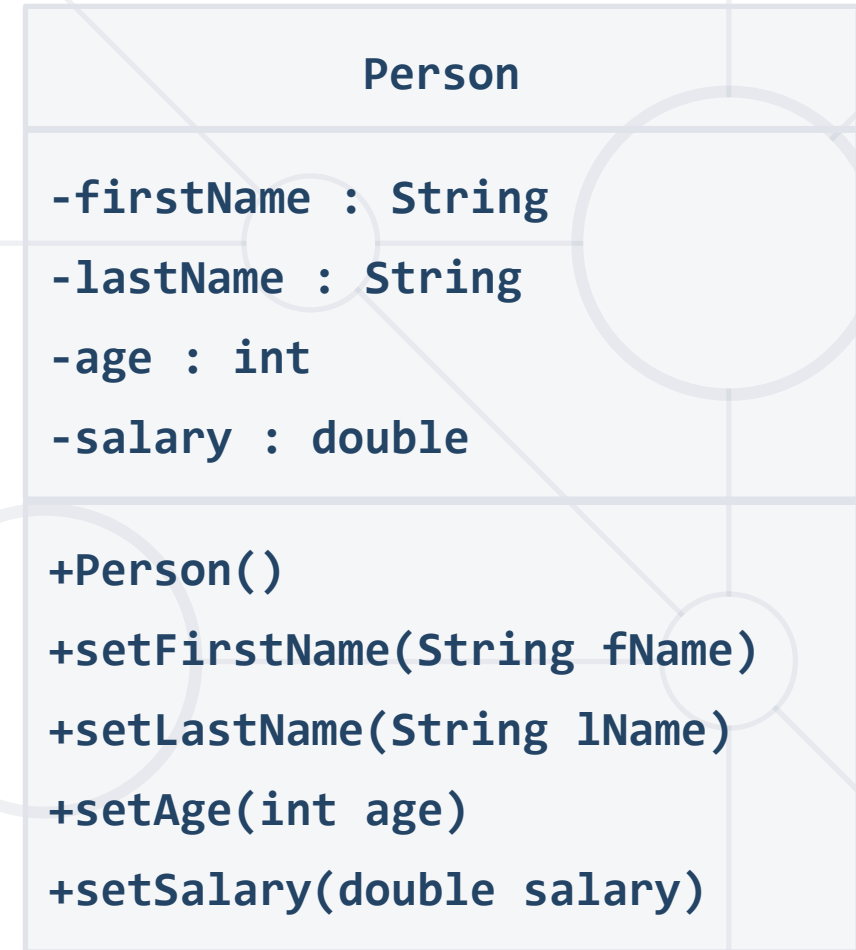 Person
-firstName : String
-lastName : String
-age : int
-salary : double
+Person()
+setFirstName(String fName)
+setLastName(String lName)
+setAge(int age)
+setSalary(double salary)